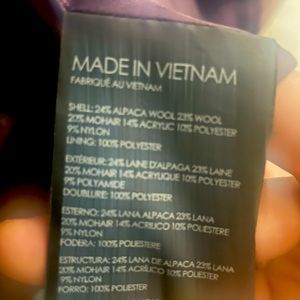 MADE IN VIETNAM
FABRIQUÉ AU VIETNAM
SHELL: 24% ALPACA WOOL 23% WOOL
20% MOHAIR 14% ACRYLIC 10% POLYESTER
9% NYLON
LINING: 100% POLYESTER
EXTÉRIEUR: 24% LAINE D'ALPAGA 23% LAINE
20% MOHAIR 14% ACRYLIQUE 10% POLYESTER
9% POLYAMIDE
DOUBLURE: 100% POLYESTER
ESTERNO: 24% LANA ALPACA 23% LANA
20% MOHAIR 14% ACRILICO 10% POLIESTERE
9% NYLON
FODERA: 100% POLIESTERE
ESTRUCTURA: 24% LANA DE ALPACA 23% LANA
20% MOHAIR 14% ACRÍLICO 10% POLIÉSTER
9% NYLON
FORRO: 100% POLIÉSTER